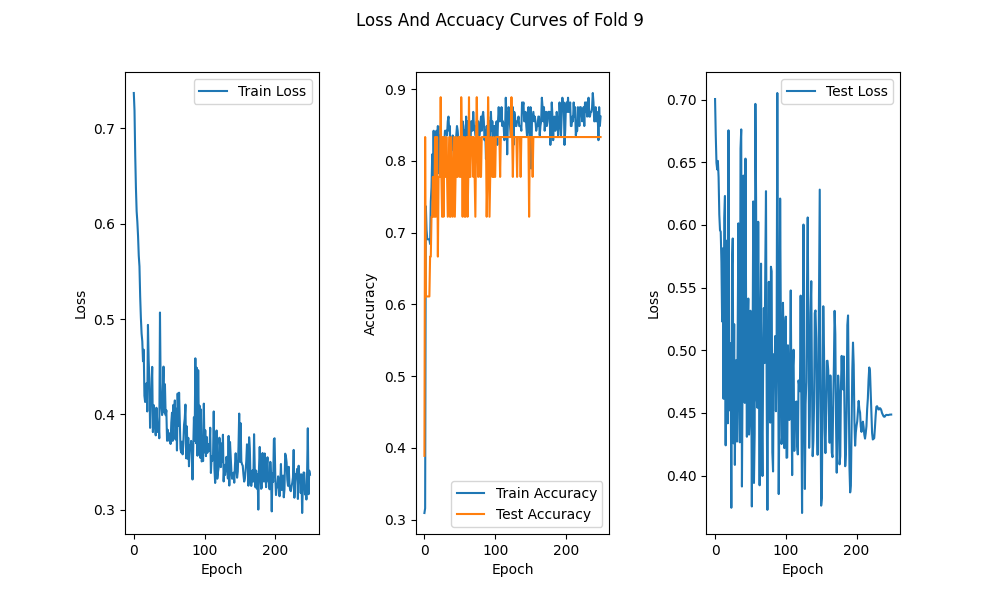 Loss And Accuacy Curves of Fold 9
Train Loss
0.7
0.6
0.5
0.4
0.3
Loss
0
100
200
Epoch
0.9
0.8
0.7
0.6
0.5
0.4
0.3
Accuracy
Train Accuracy
Test Accuracy
0
100
200
Epoch
Test Loss
0.70
0.65
0.60
0.55
0.50
0.45
0.40
Loss
0
100
200
Epoch